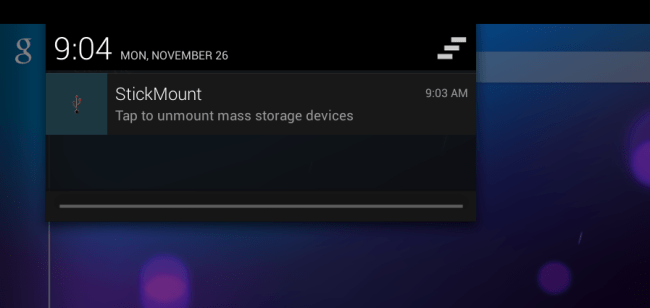 g
9:04 MON, NOVEMBER 26
StickMount 9:03 AM
Tap to unmount mass storage devices